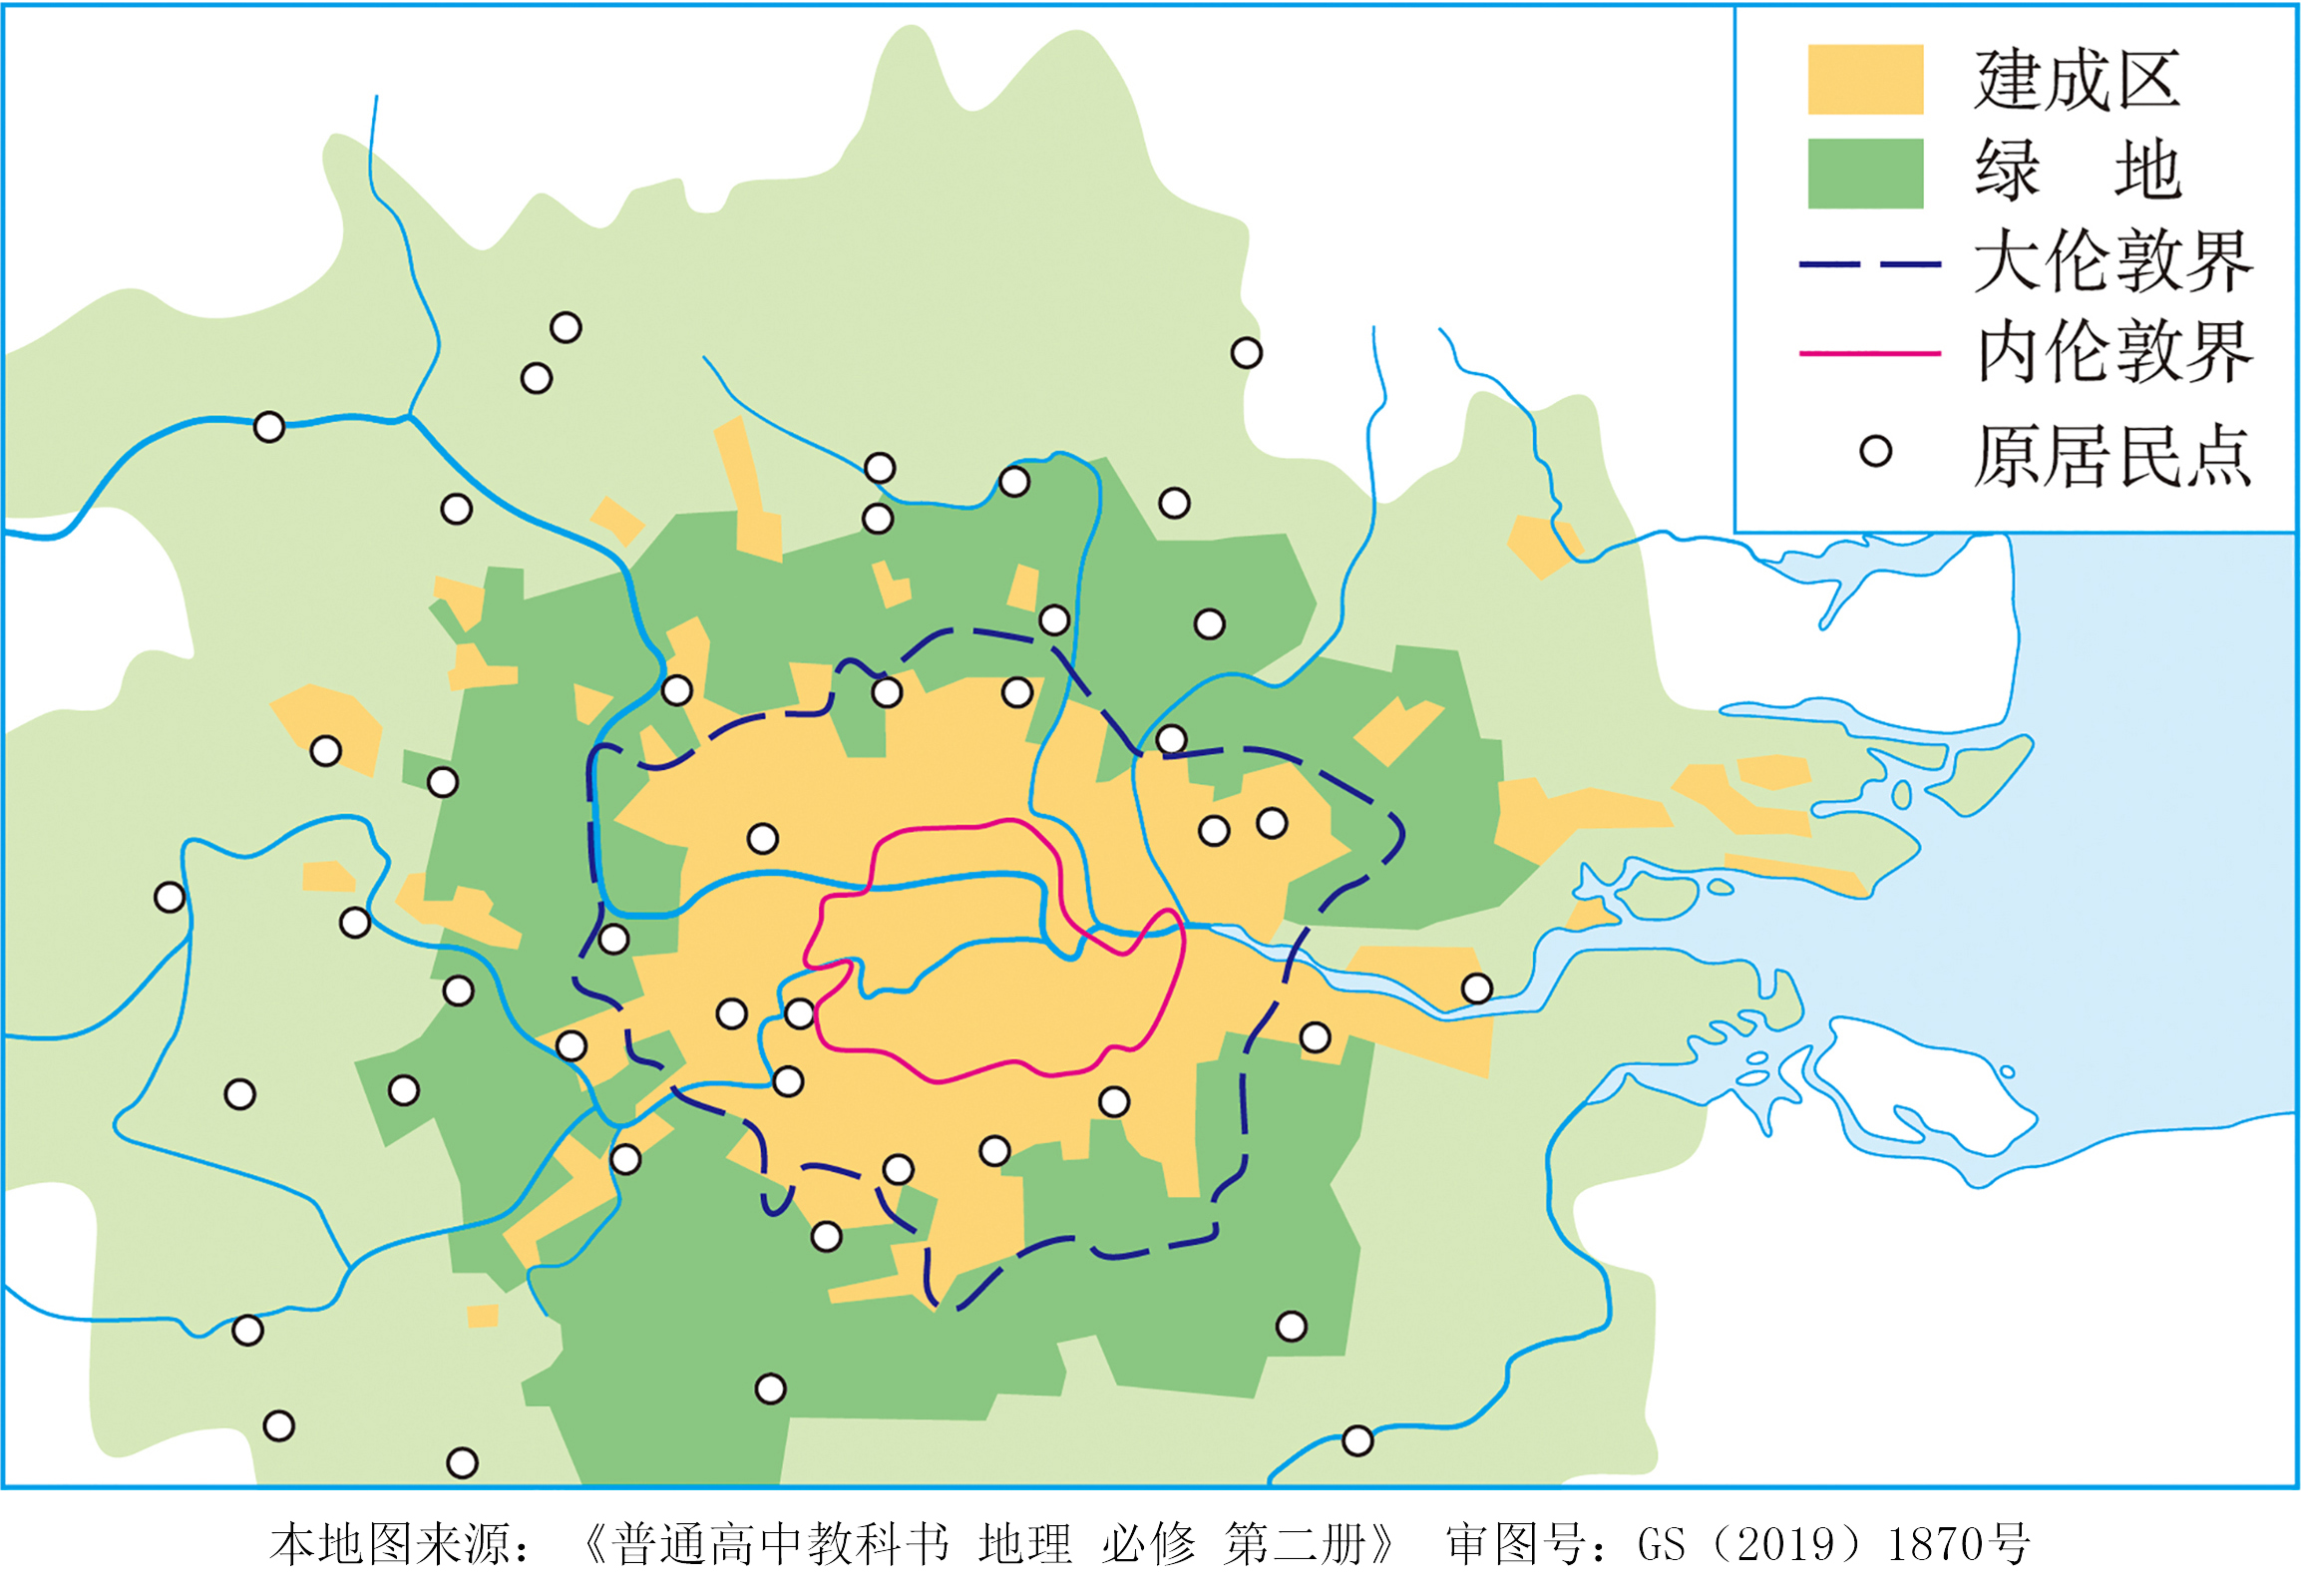 建成区
绿 地
大伦敦界
内伦敦界
原居民点
本地图来源：《普通高中教科书 地理 必修 第二册》 审图号：GS（2019）1870号